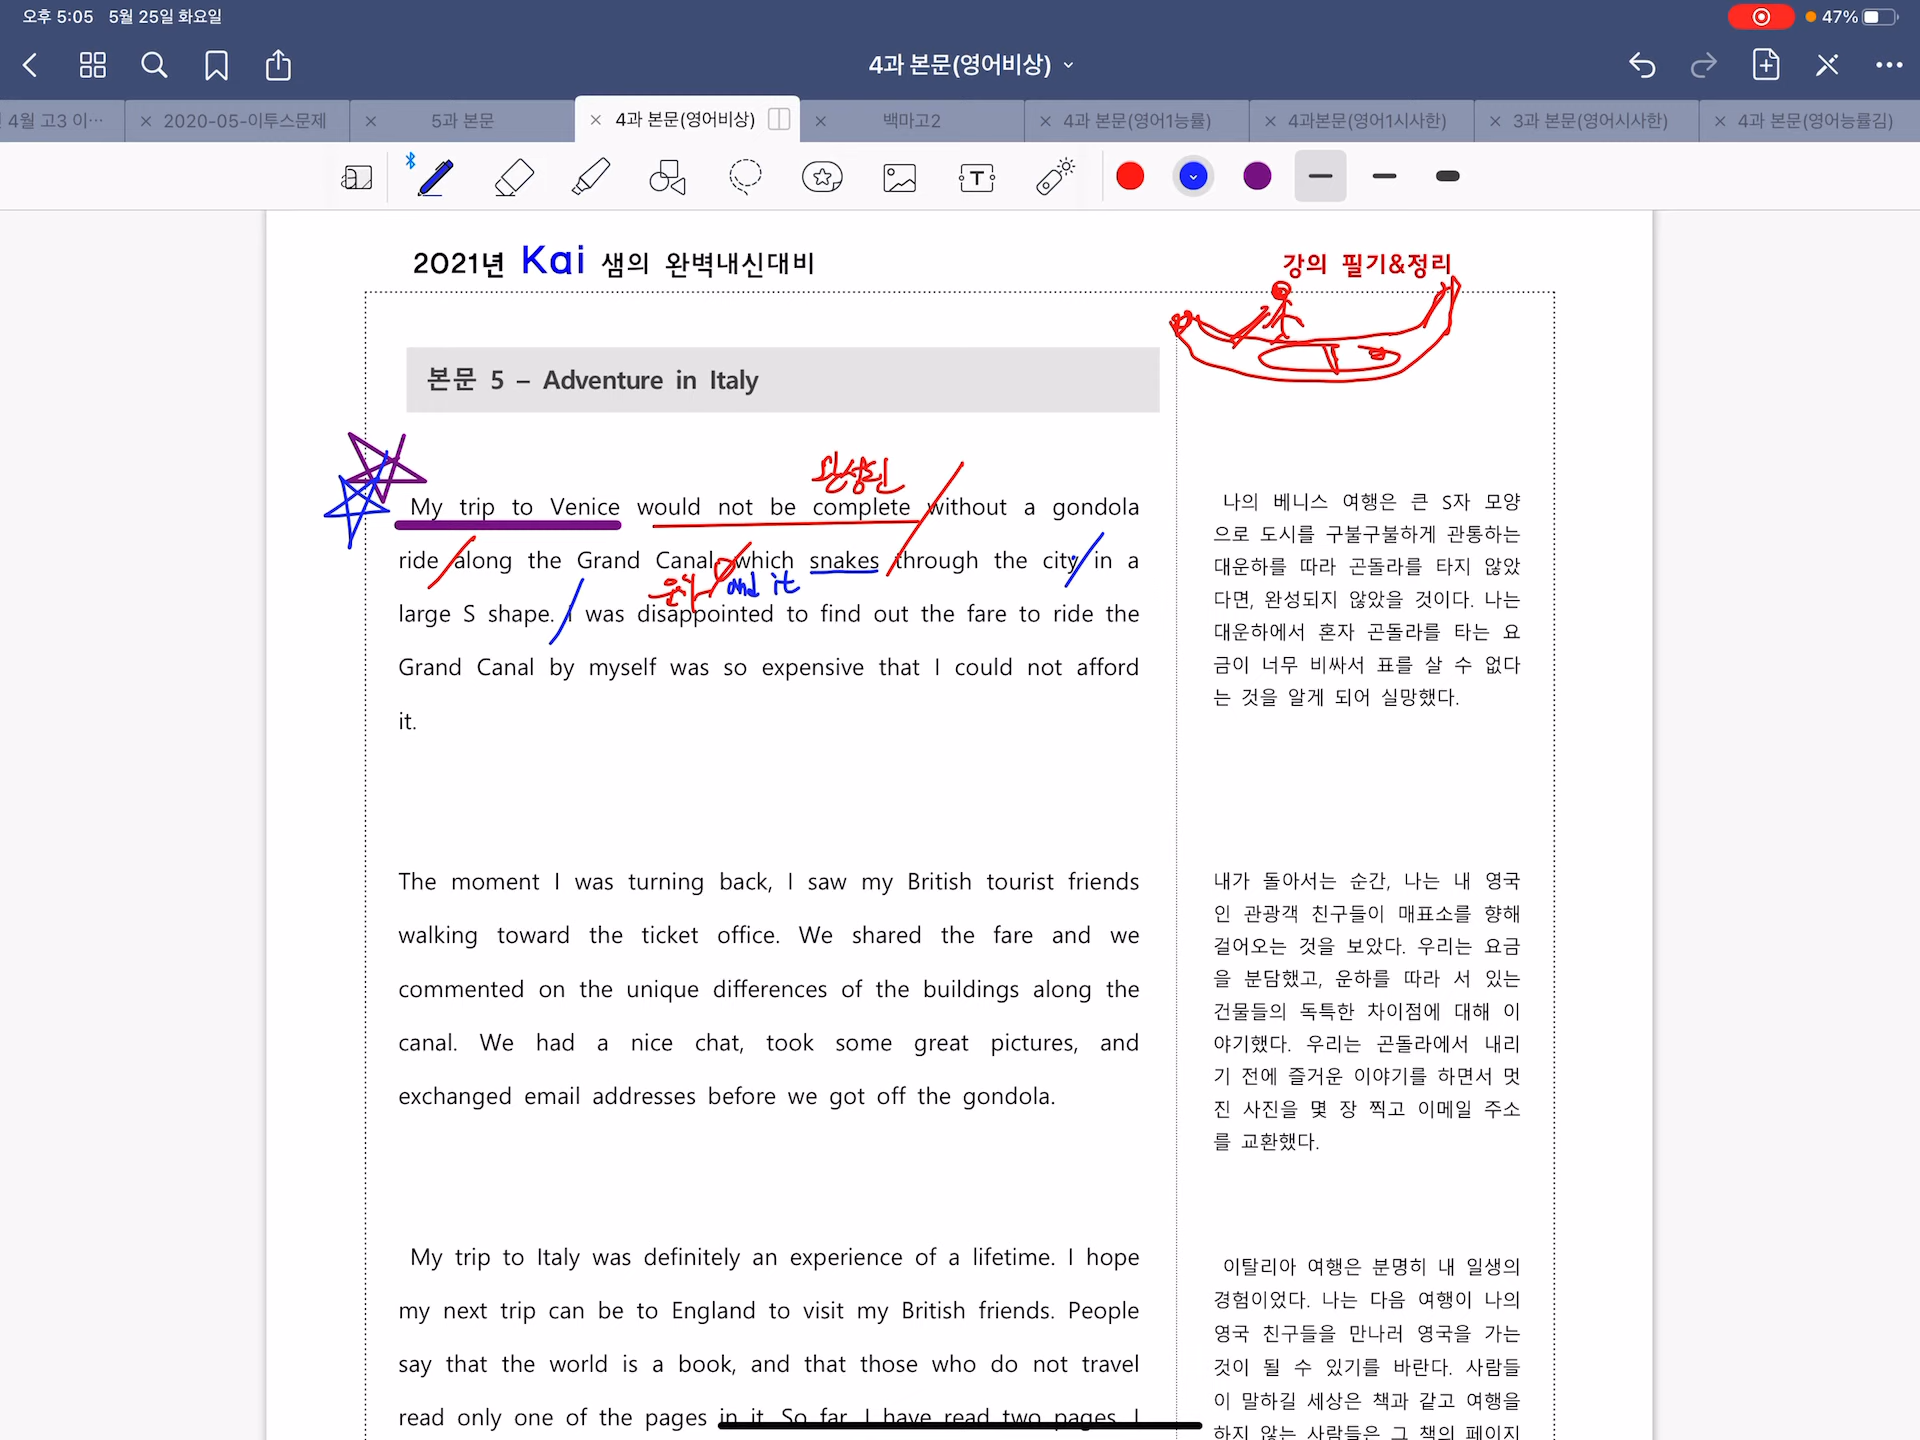 오후 5:05 5월 25일 화요일
47%
4과 본문(영어비상)
4월 고3 이…
2020-05-이투스문제
5과 본문
4과 본문(영어비상)
백마고2
4과 본문(영어1능률)
4과본문(영어1시사한)
3과 본문(영어시사한)
4과 본문(영어능률김)
2021년 Kai 샘의 완벽내신대비
강의 필기&정리
본문 5 – Adventure in Italy
완성된
My trip to Venice would not be complete without a gondola
ride along the Grand Canal, which snakes through the city in a
운하 and it
large S shape. I was disappointed to find out the fare to ride the
Grand Canal by myself was so expensive that I could not afford
it.
나의 베니스 여행은 큰 S자 모양
으로 도시를 구불구불하게 관통하는
대운하를 따라 곤돌라를 타지 않았
다면, 완성되지 않았을 것이다. 나는
대운하에서 혼자 곤돌라를 타는 요
금이 너무 비싸서 표를 살 수 없다
는 것을 알게 되어 실망했다.
The moment I was turning back, I saw my British tourist friends
walking toward the ticket office. We shared the fare and we
commented on the unique differences of the buildings along the
canal. We had a nice chat, took some great pictures, and
exchanged email addresses before we got off the gondola.
내가 돌아서는 순간, 나는 내 영국
인 관광객 친구들이 매표소를 향해
걸어오는 것을 보았다. 우리는 요금
을 분담했고, 운하를 따라 서 있는
건물들의 독특한 차이점에 대해 이
야기했다. 우리는 곤돌라에서 내리
기 전에 즐거운 이야기를 하면서 멋
진 사진을 몇 장 찍고 이메일 주소
를 교환했다.
My trip to Italy was definitely an experience of a lifetime. I hope
my next trip can be to England to visit my British friends. People
say that the world is a book, and that those who do not travel
read only one of the pages in it. So far, I have read two pages. I
이탈리아 여행은 분명히 내 일생의
경험이었다. 나는 다음 여행이 나의
영국 친구들을 만나러 영국을 가는
것이 될 수 있기를 바란다. 사람들
이 말하길 세상은 책과 같고 여행을
하지 않는 사람들은 그 책의 페이지